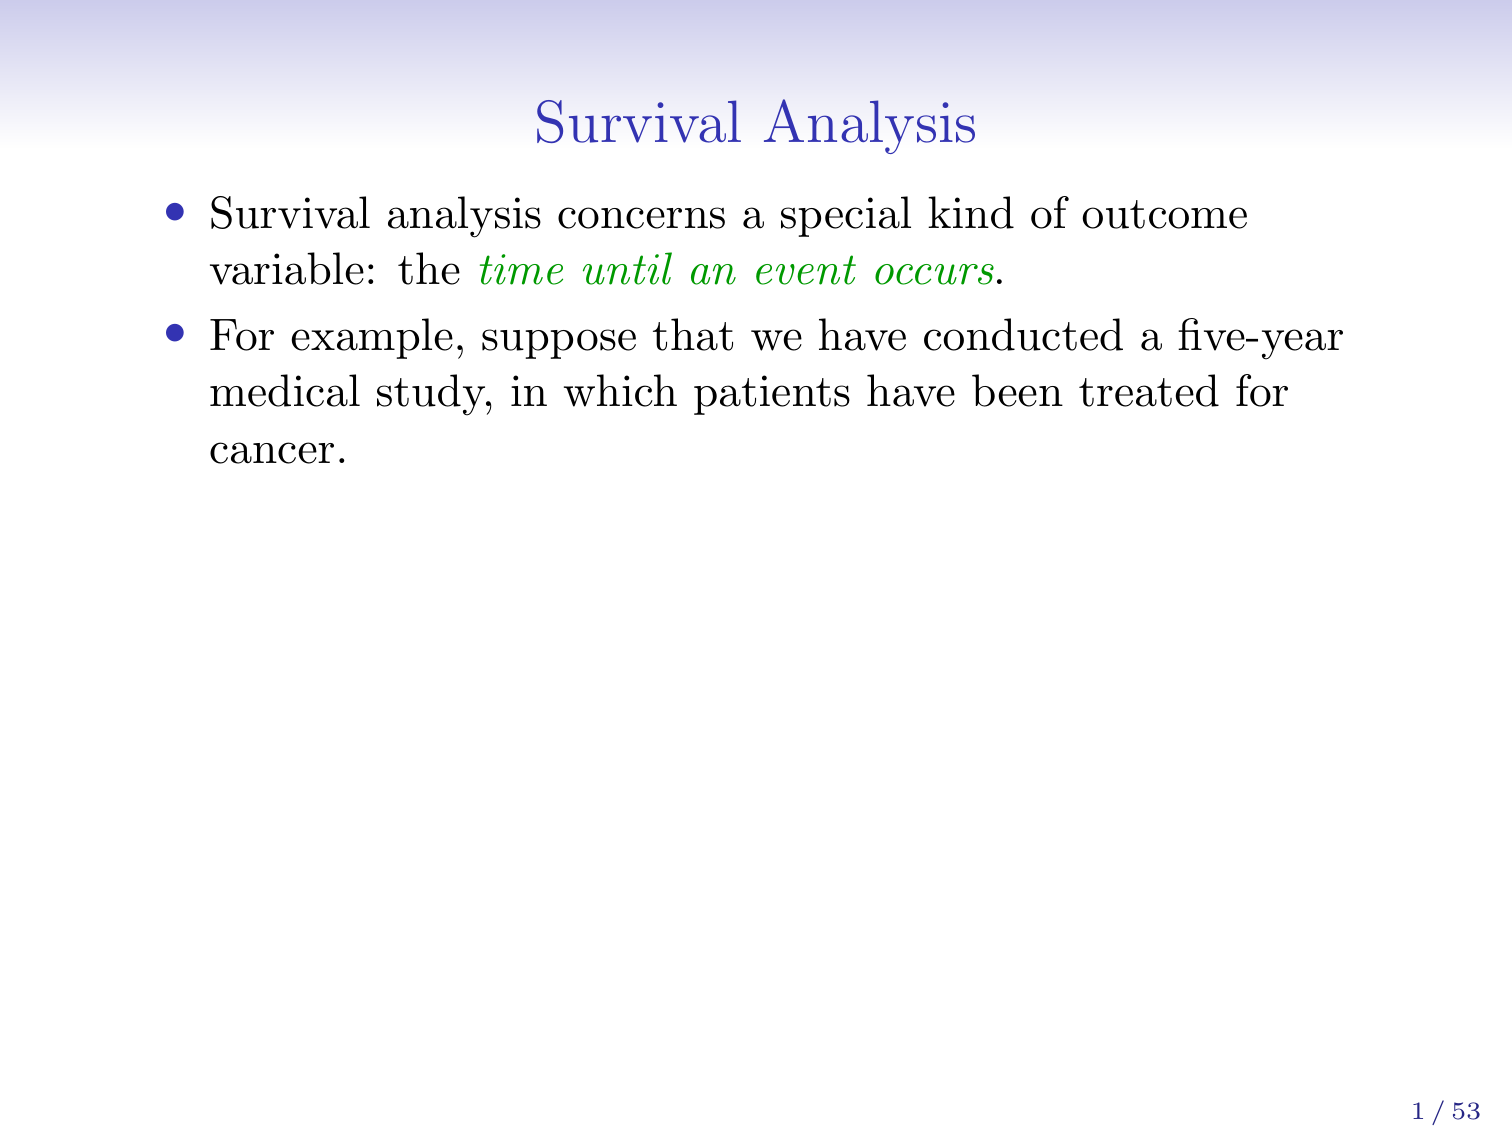 Survival Analysis
• Survival analysis concerns a special kind of outcome
variable: the time until an event occurs.
• For example, suppose that we have conducted a five-year
medical study, in which patients have been treated for
cancer.
1 / 53